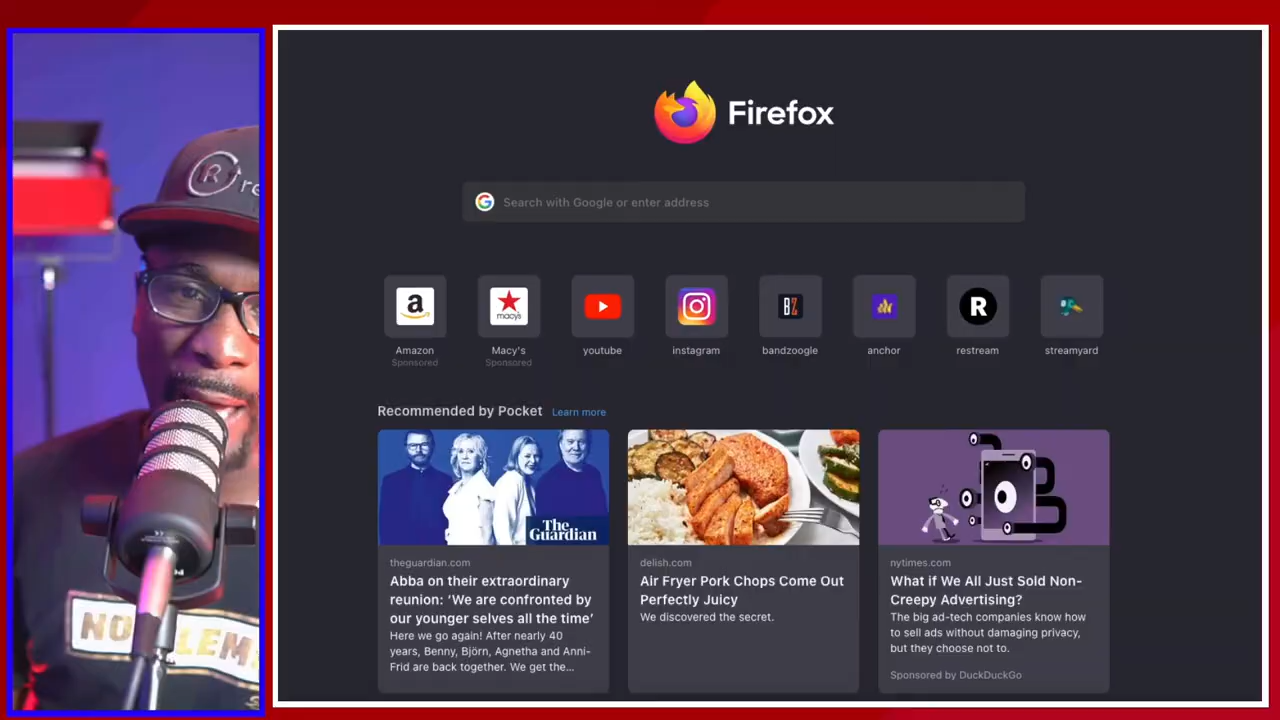 Firefox
Search with Google or enter address
Amazon
Sponsored
Macy's
Sponsored
youtube
instagram
bandzoogle
anchor
restream
streamyard
a
macys
BZ
R
Recommended by Pocket Learn more
The
Guardian
theguardian.com
Abba on their extraordinary
reunion: ‘We are confronted by
our younger selves all the time’
Here we go again! After nearly 40
years, Benny, Björn, Agnetha and Anni-
Frid are back together. We get the...
delish.com
Air Fryer Pork Chops Come Out
Perfectly Juicy
We discovered the secret.
nytimes.com
What if We All Just Sold Non-
Creepy Advertising?
The big ad-tech companies know how
to sell ads without damaging privacy,
but they choose not to.
Sponsored by DuckDuckGo
R re
NO LEM